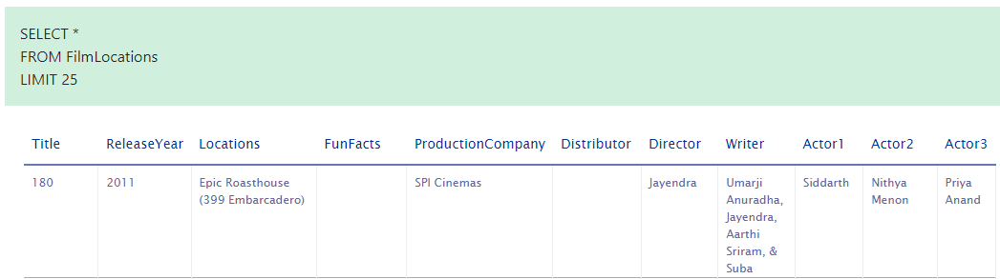 SELECT *
FROM FilmLocations
LIMIT 25
Title ReleaseYear Locations FunFacts ProductionCompany Distributor Director Writer Actor1 Actor2 Actor3
180 2011 Epic Roasthouse SPI Cinemas Jayendra Umarji Siddarth Nithya Priya
(399 Embarcadero) Anuradha, Menon Anand
Jayendra,
Aarthi
Sriram, &
Suba